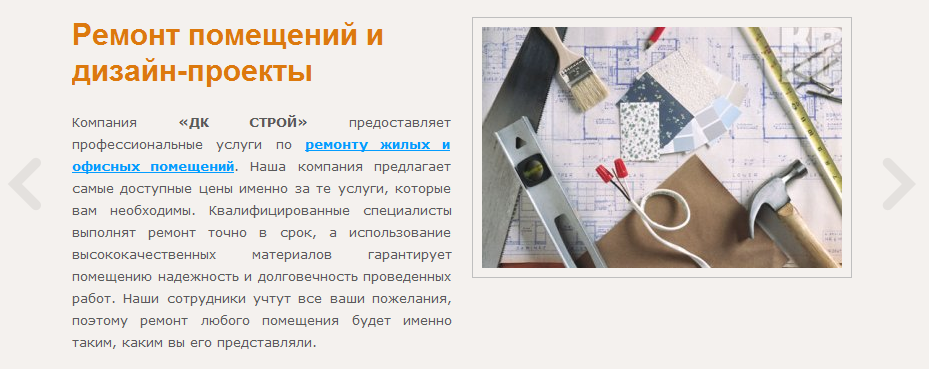 Ремонт помещений и
дизайн-проекты
Компания «ДК СТРОЙ» предоставляет
профессиональные услуги по ремонту жилых и
офисных помещений. Наша компания предлагает
самые доступные цены именно за те услуги, которые
вам необходимы. Квалифицированные специалисты
выполнят ремонт точно в срок, а использование
высококачественных материалов гарантирует
помещению надежность и долговечность проведенных
работ. Наши сотрудники учтут все ваши пожелания,
поэтому ремонт любого помещения будет именно
таким, каким вы его представляли.